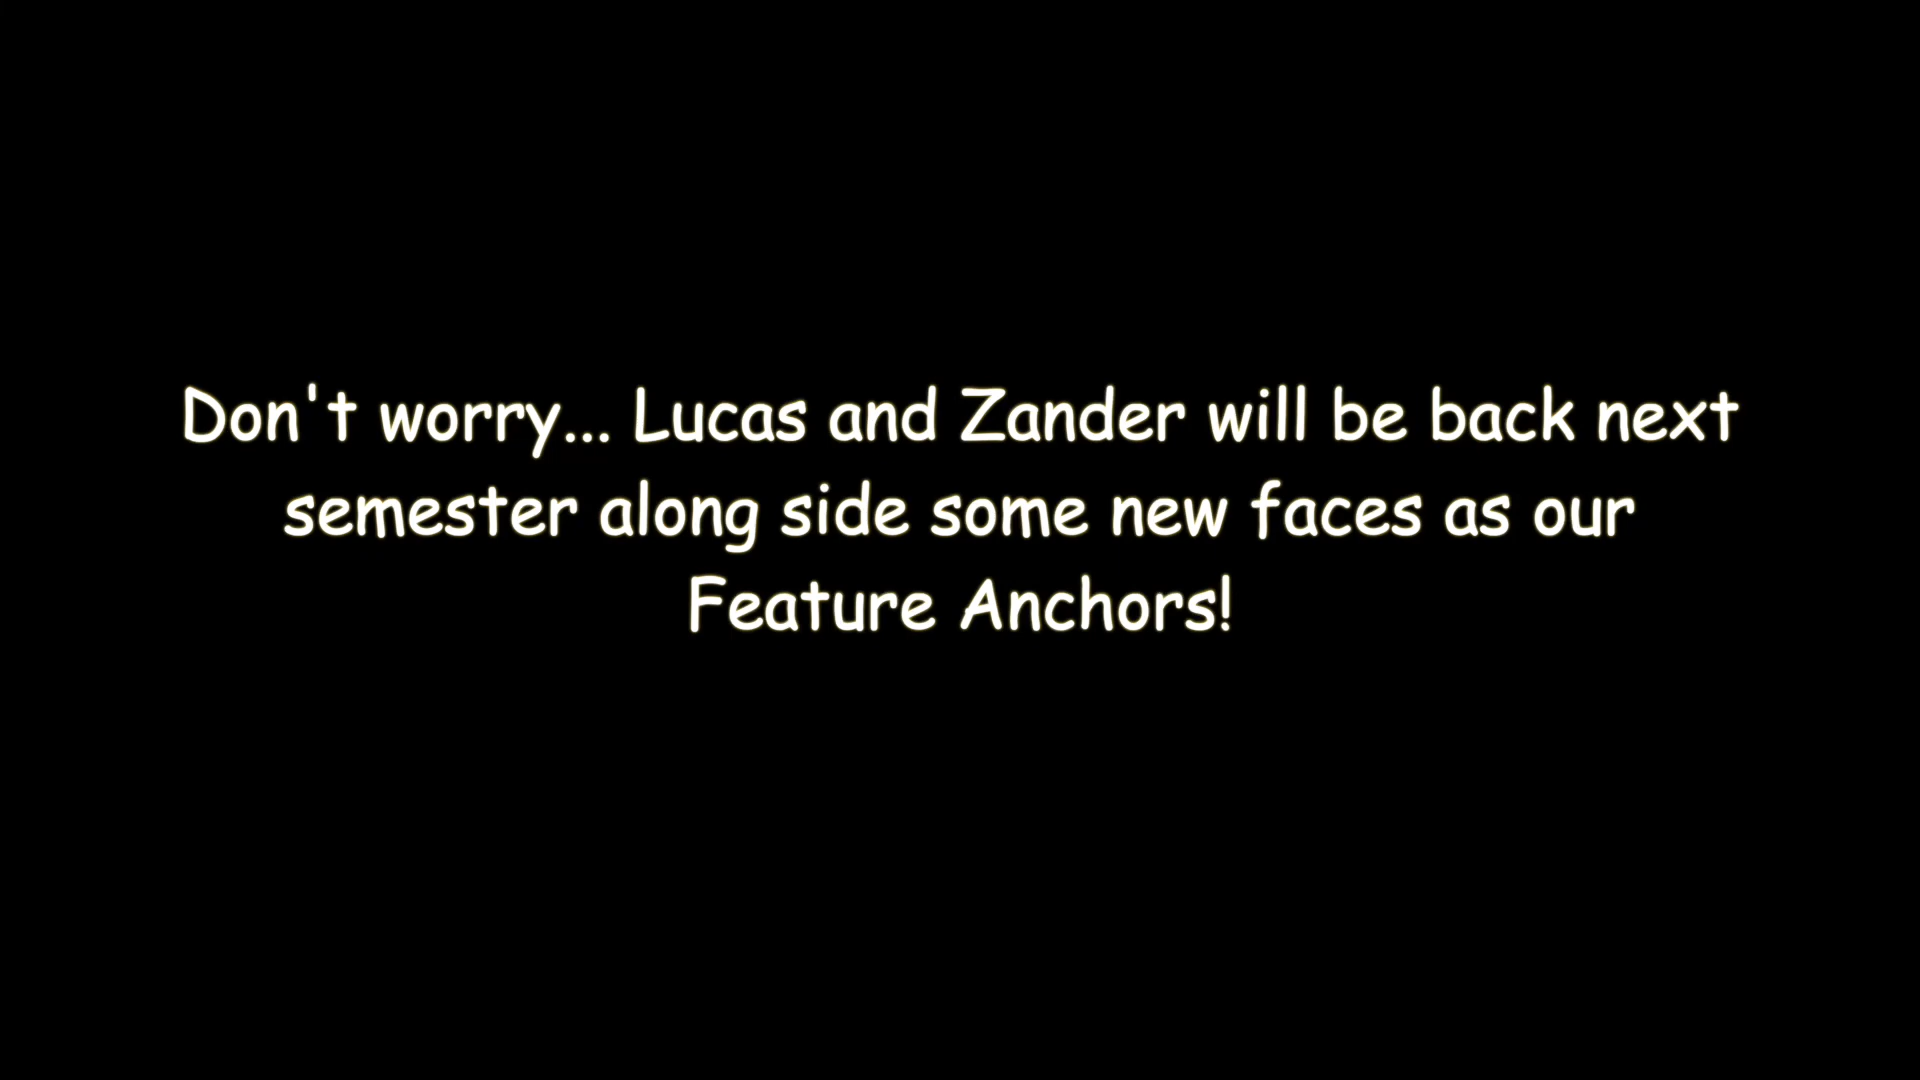 Don't worry... Lucas and Zander will be back next
semester along side some new faces as our
Feature Anchors!